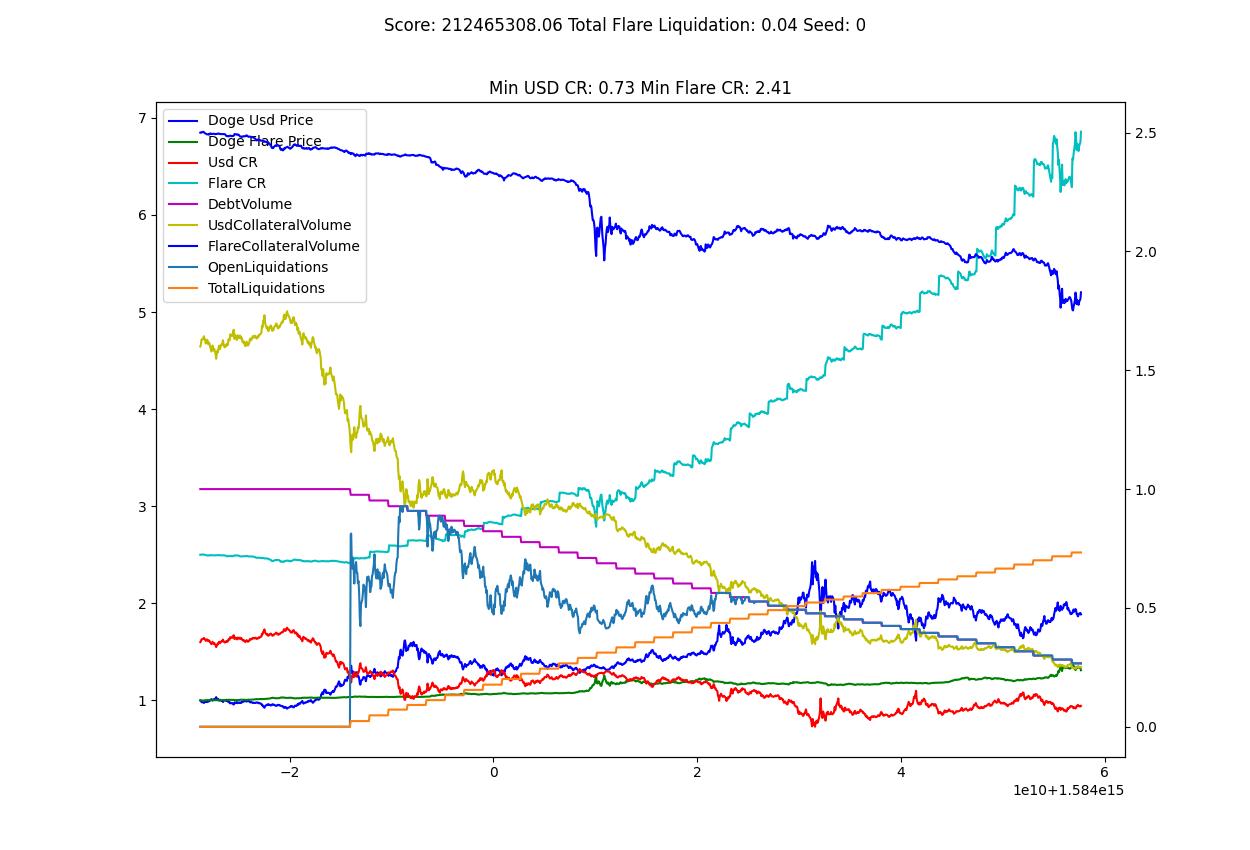 Score: 212465308.06 Total Flare Liquidation: 0.04 Seed: 0
Min USD CR: 0.73 Min Flare CR: 2.41
Doge Usd Price
Doge Flare Price
Usd CR
Flare CR
DebtVolume
UsdCollateralVolume
FlareCollateralVolume
OpenLiquidations
TotalLiquidations
7
6
5
4
3
2
1
2.5
2.0
1.5
1.0
0.5
0.0
−2 0 2 4 6
1e10+1.584e15